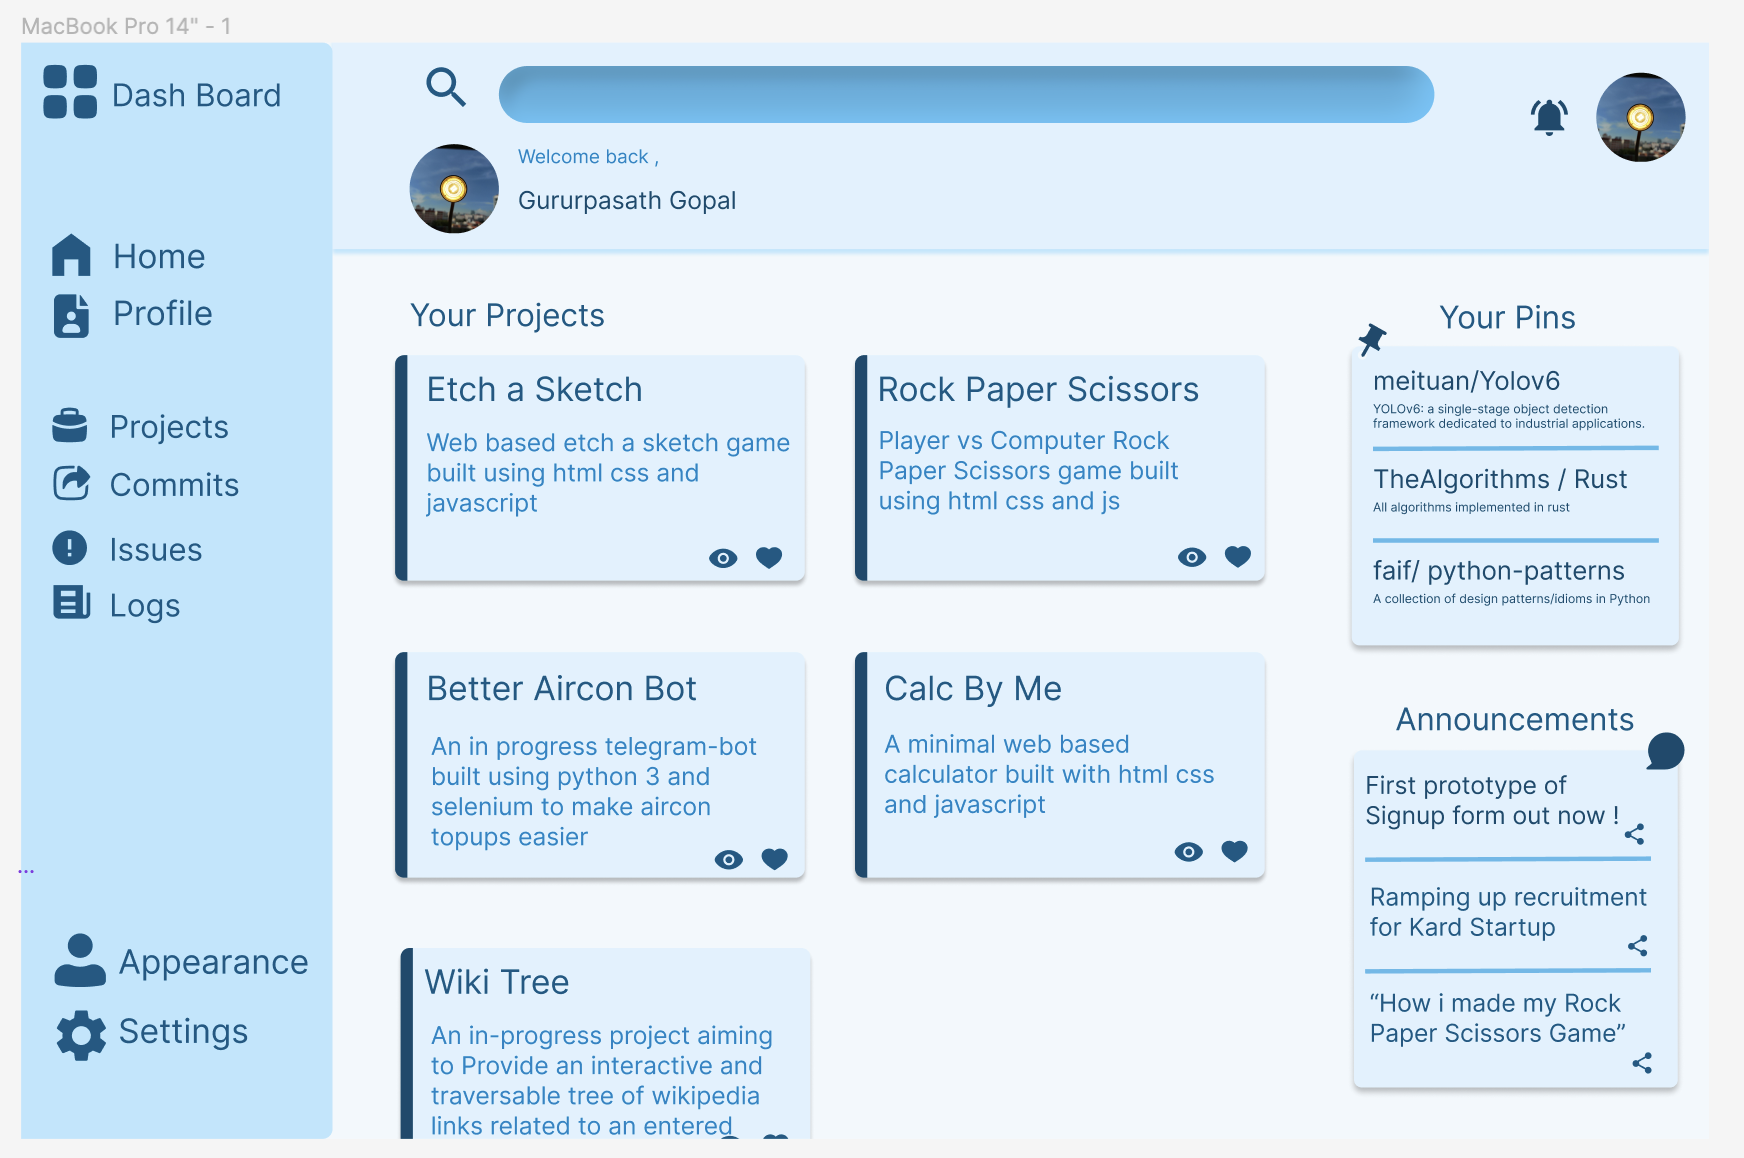 MacBook Pro 14" - 1
Dash Board
Home
Profile
Projects
Commits
Issues
Logs
Appearance
Settings
Welcome back ,
Gururpasath Gopal
Your Projects
Etch a Sketch
Web based etch a sketch game
built using html css and
javascript
Rock Paper Scissors
Player vs Computer Rock
Paper Scissors game built
using html css and js
Better Aircon Bot
An in progress telegram-bot
built using python 3 and
selenium to make aircon
topups easier
Calc By Me
A minimal web based
calculator built with html css
and javascript
Wiki Tree
An in-progress project aiming
to Provide an interactive and
traversable tree of wikipedia
links related to an entered
Your Pins
meituan/Yolov6
YOLOv6: a single-stage object detection
framework dedicated to industrial applications.
TheAlgorithms / Rust
All algorithms implemented in rust
faif/ python-patterns
A collection of design patterns/idioms in Python
Announcements
First prototype of
Signup form out now !
Ramping up recruitment
for Kard Startup
“How i made my Rock
Paper Scissors Game”